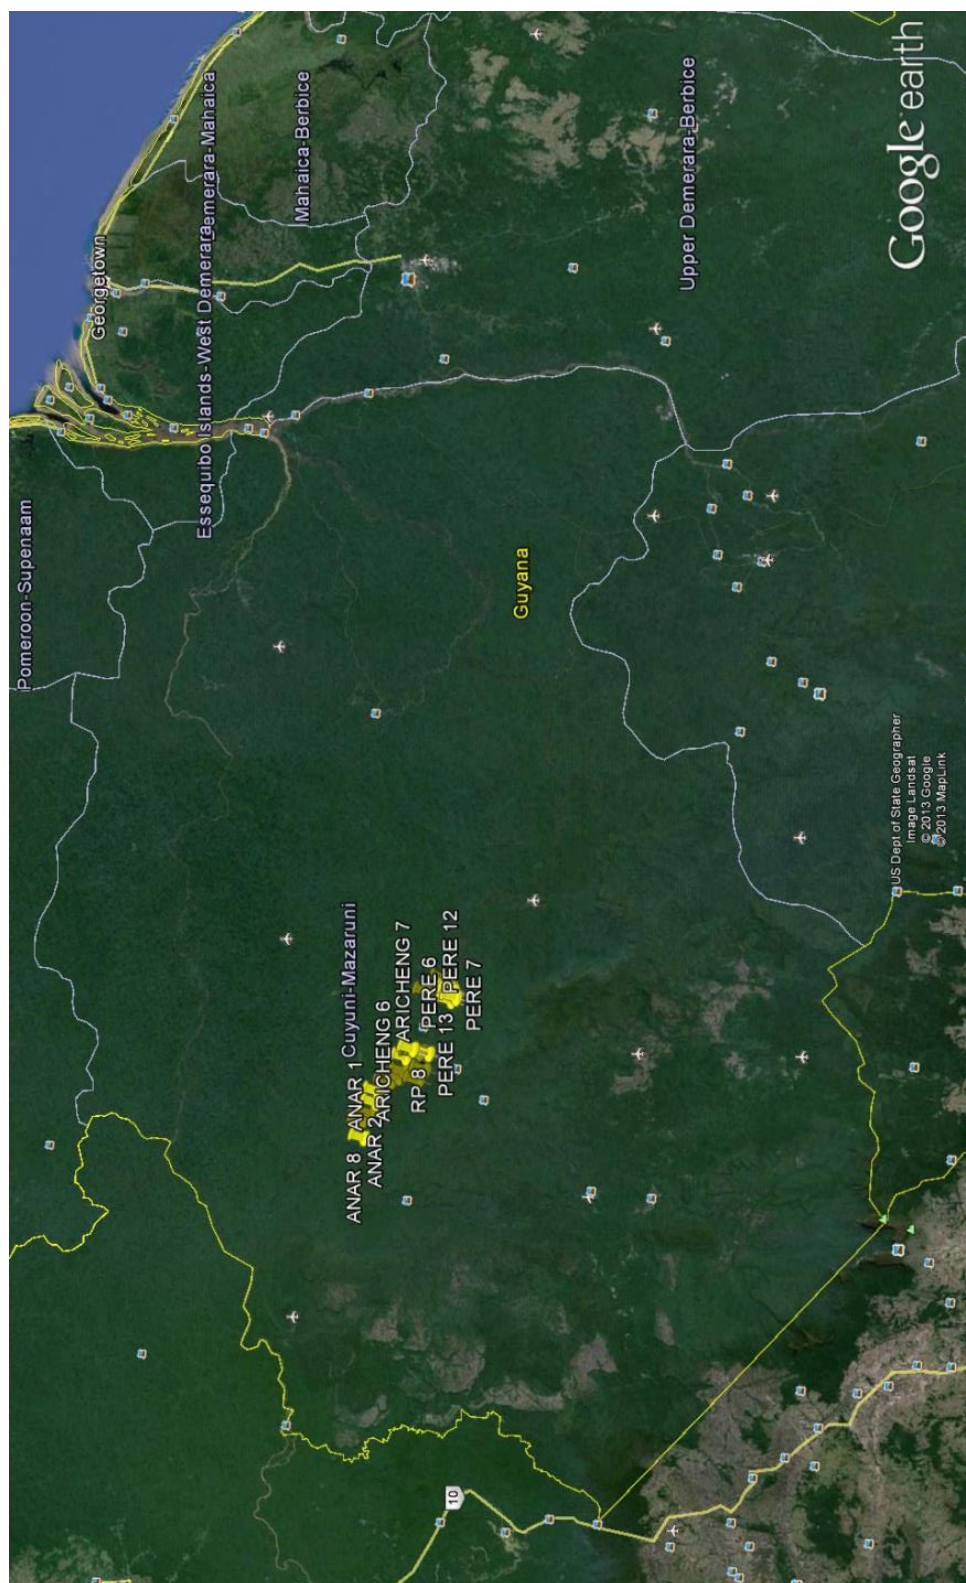 Pomeroon-Supenaam
Georgetown
Essequibo Islands-West Demerara
Demerara-Mahaica
Mahaica-Berbice
Upper Demerara-Berbice
Guyana
Cuyuni-Mazaruni
ANAR 1
ANAR 8
ANAR 2
ARICHENG 6
ARICHENG 7
RP 8
PERE 6
PERE 13
PERE 12
PERE 7
10
US Dept of State Geographer
Image Landsat
© 2013 Google
© 2013 MapLink
Google earth